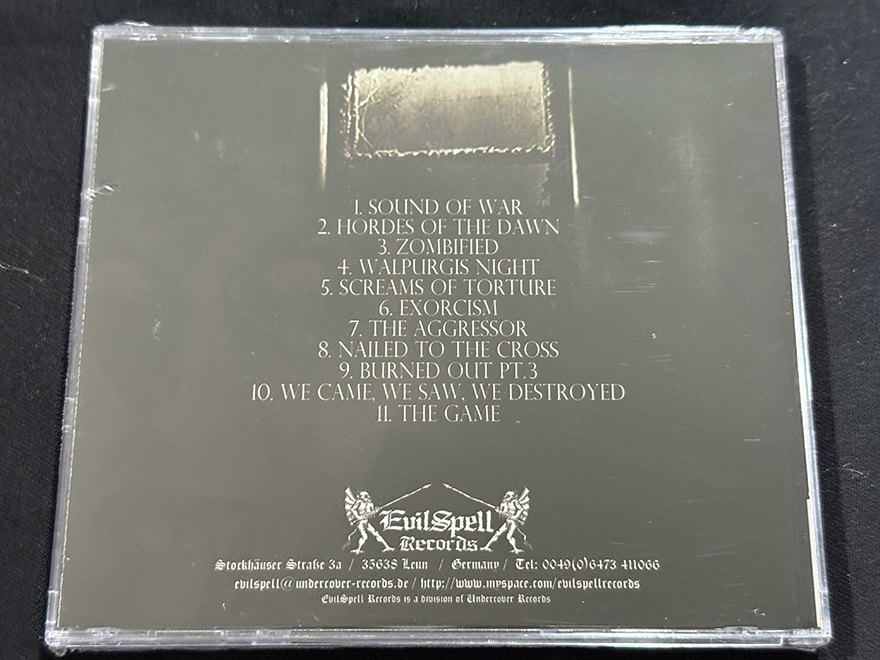 1. SOUND OF WAR
2. HORDES OF THE DAWN
3. ZOMBIFIED
4. WALPURGIS NIGHT
5. SCREAMS OF TORTURE
6. EXORCISM
7. THE AGGRESSOR
8. NAILED TO THE CROSS
9. BURNED OUT PT.3
10. WE CAME, WE SAW, WE DESTROYED
11. THE GAME
EvilSpell
Records
Stockhäuser Straße 3a / 35638 Leun / Germany / Tel: 0049(0)6473 411066
evilspell@undercover-records.de / http://www.myspace.com/evilspellrecords
EvilSpell Records is a division of Undercover Records